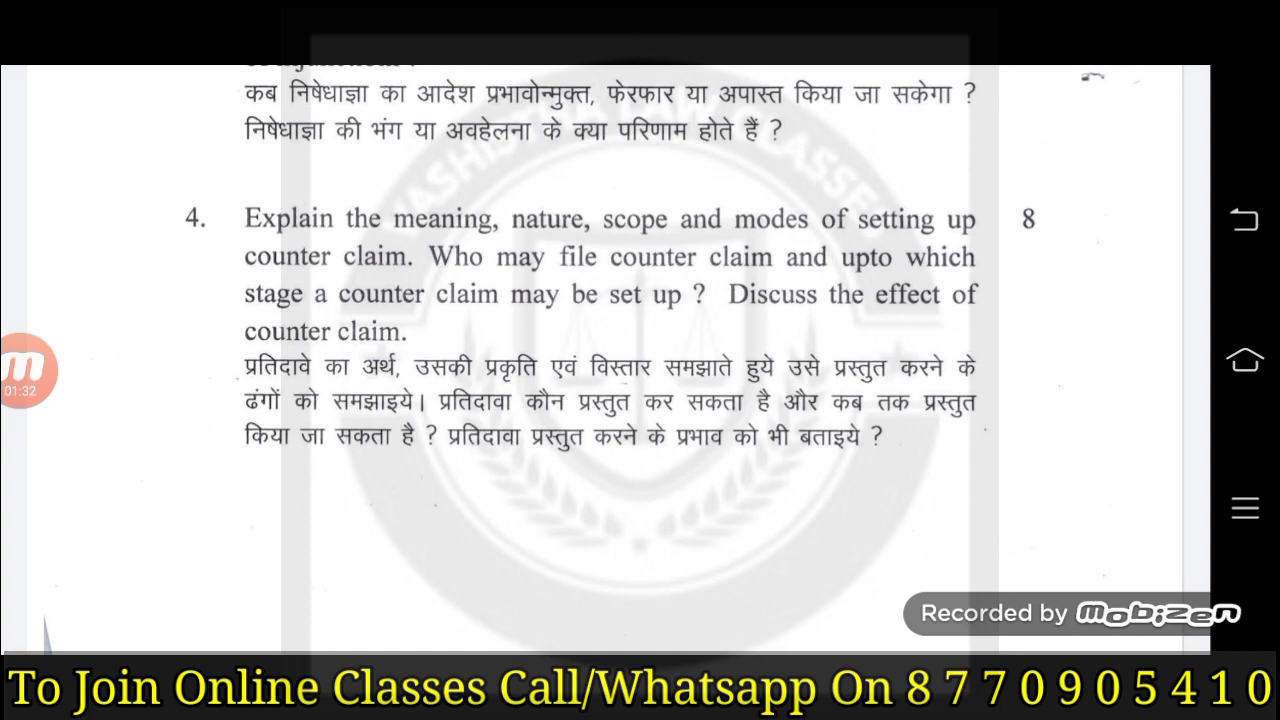 कब निषेधाज्ञा का आदेश प्रभावोन्मुक्त, फेरफार या अपास्त किया जा सकेगा ?
निषेधाज्ञा की भंग या अवहेलना के क्या परिणाम होते हैं ?
4. Explain the meaning, nature, scope and modes of setting up 8
counter claim. Who may file counter claim and upto which
stage a counter claim may be set up ? Discuss the effect of
counter claim.
प्रतिदावे का अर्थ, उसकी प्रकृति एवं विस्तार समझाते हुये उसे प्रस्तुत करने के
ढंगों को समझाइये। प्रतिदावा कौन प्रस्तुत कर सकता है और कब तक प्रस्तुत
किया जा सकता है ? प्रतिदावा प्रस्तुत करने के प्रभाव को भी बताइये ?
VASHISHTHA LAW CLASSES
01:32
Recorded by Mobizen
To Join Online Classes Call/Whatsapp On 8 7 7 0 9 0 5 4 1 0